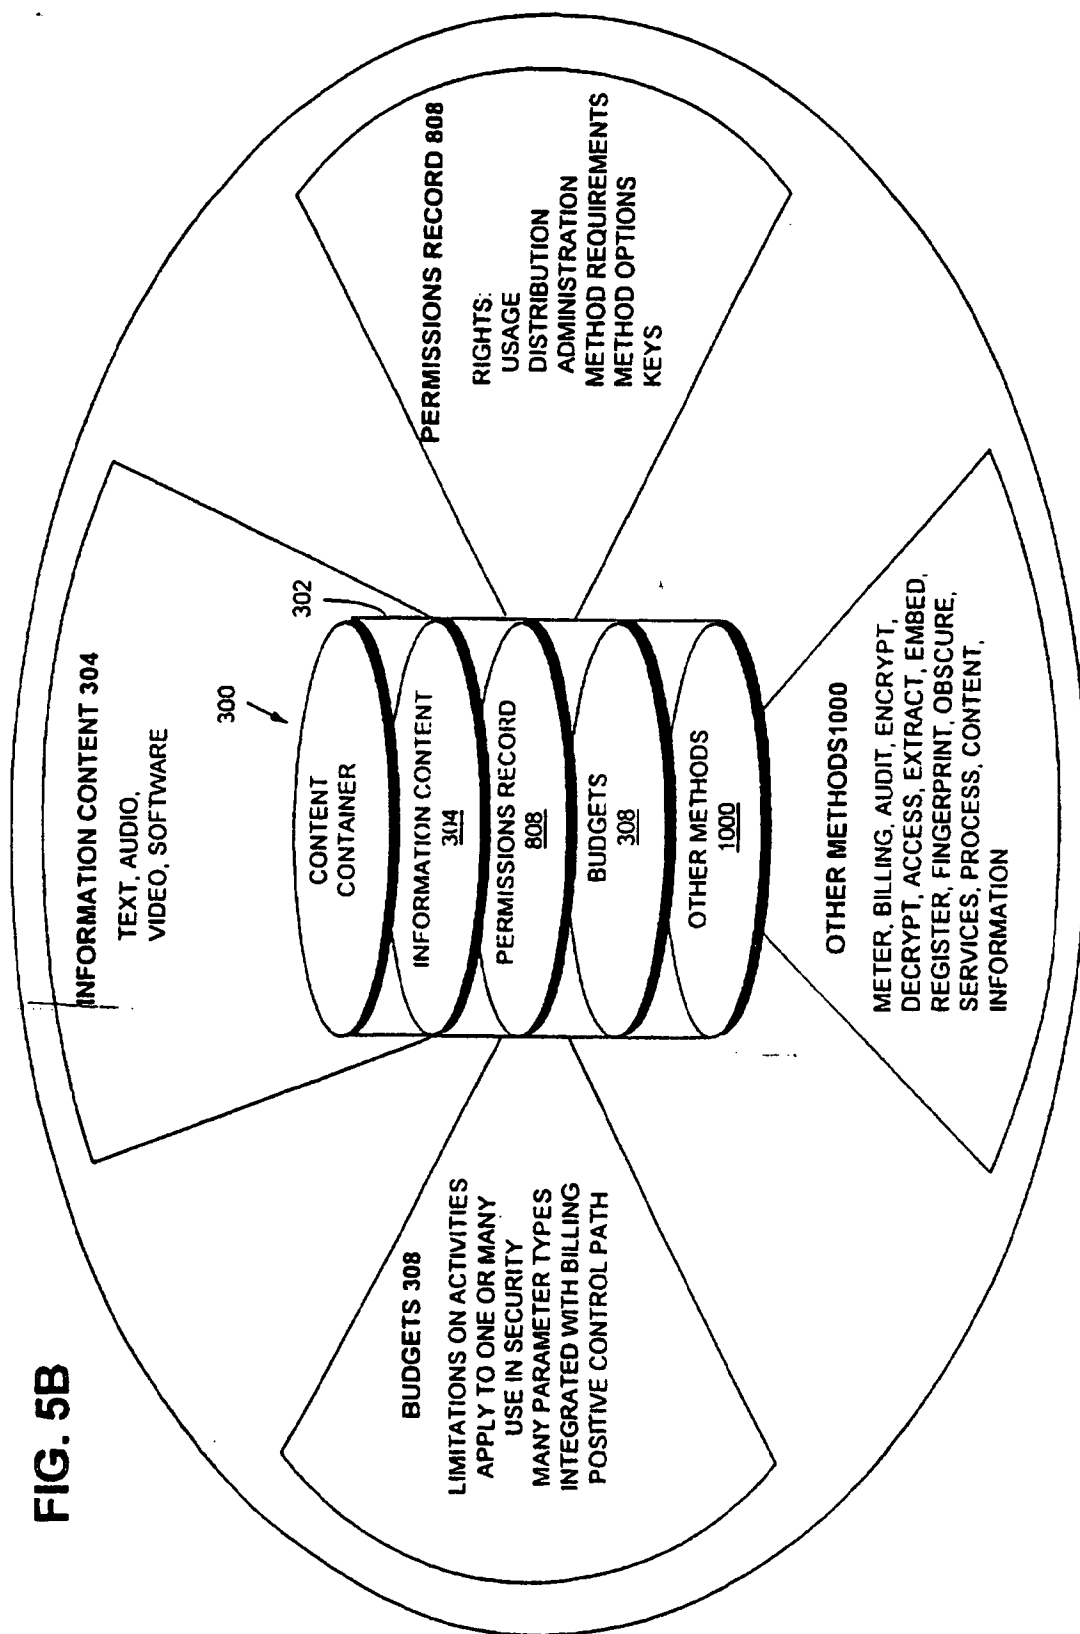 FIG. 5B
INFORMATION CONTENT 304
TEXT, AUDIO,
VIDEO, SOFTWARE
BUDGETS 308
LIMITATIONS ON ACTIVITIES
APPLY TO ONE OR MANY
USE IN SECURITY
MANY PARAMETER TYPES
INTEGRATED WITH BILLING
POSITIVE CONTROL PATH
300
302
CONTENT
CONTAINER
INFORMATION CONTENT
304
PERMISSIONS RECORD
808
BUDGETS
308
OTHER METHODS
1000
PERMISSIONS RECORD 808
RIGHTS:
USAGE
DISTRIBUTION
ADMINISTRATION
METHOD REQUIREMENTS
METHOD OPTIONS
KEYS
OTHER METHODS1000
METER, BILLING, AUDIT, ENCRYPT,
DECRYPT, ACCESS, EXTRACT, EMBED,
REGISTER, FINGERPRINT, OBSCURE,
SERVICES, PROCESS, CONTENT,
INFORMATION